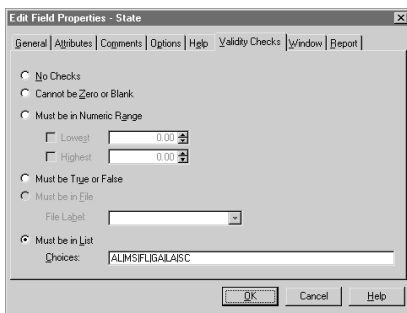 Edit Field Properties - State
General Attributes Comments Options Help Validity Checks Window Report
No Checks
Cannot be Zero or Blank
Must be in Numeric Range
Lowest 0.00
Highest 0.00
Must be True or False
Must be in File
File Label:
Must be in List
Choices: AL|MS|FL|GA|LA|SC
OK Cancel Help